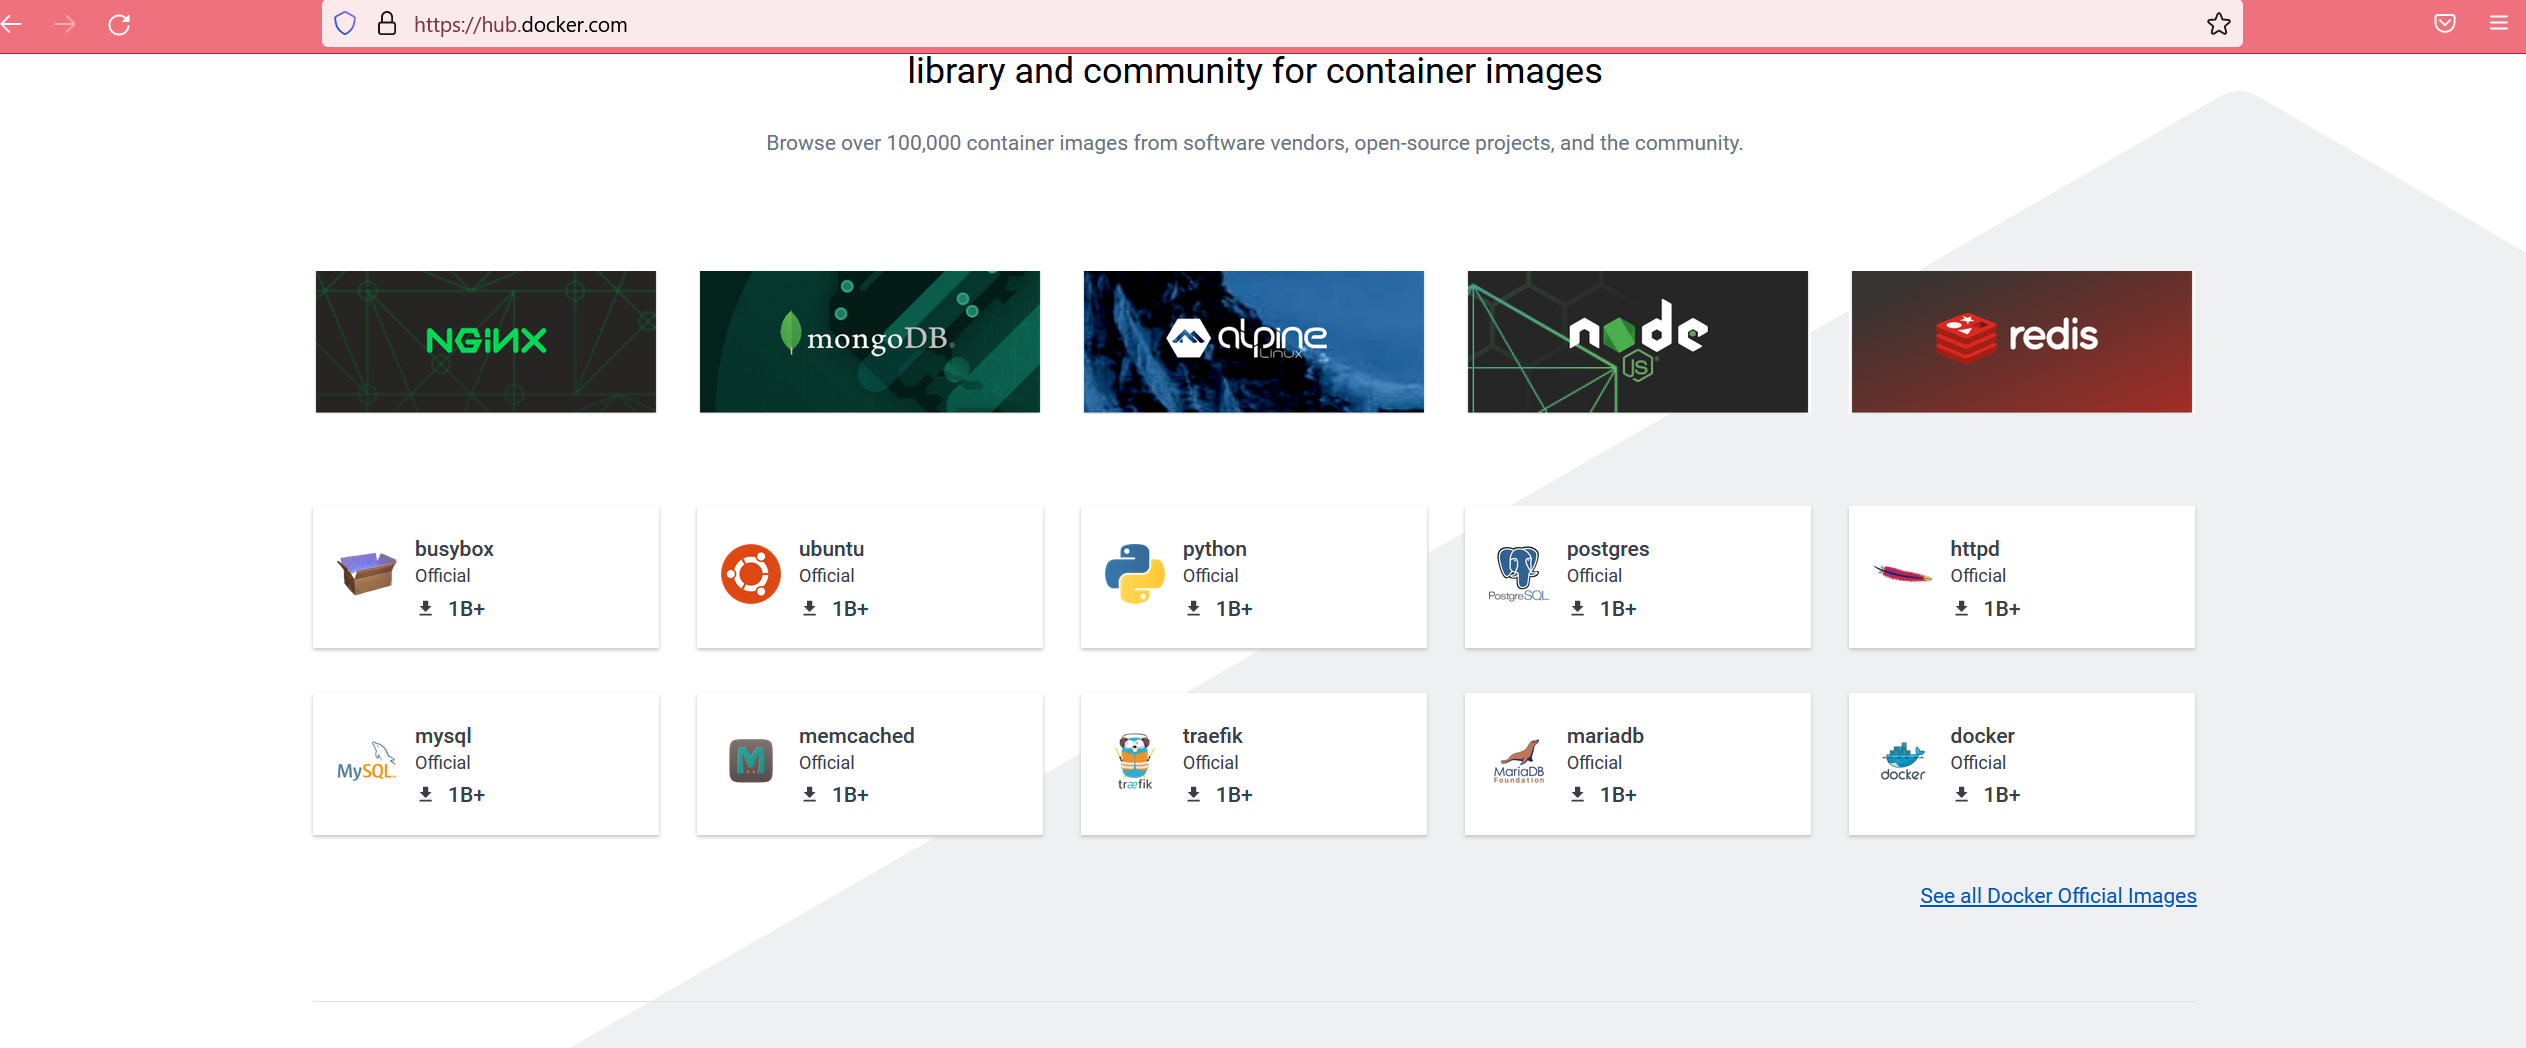 https://hub.docker.com
library and community for container images
Browse over 100,000 container images from software vendors, open-source projects, and the community.
NGiNX
mongoDB®
alpine
Linux
node
JS
redis
busybox
Official
1B+
ubuntu
Official
1B+
python
Official
1B+
PostgreSQL
postgres
Official
1B+
httpd
Official
1B+
MySQL
mysql
Official
1B+
M
memcached
Official
1B+
træfik
traefik
Official
1B+
MariaDB
Foundation
mariadb
Official
1B+
docker
docker
Official
1B+
See all Docker Official Images